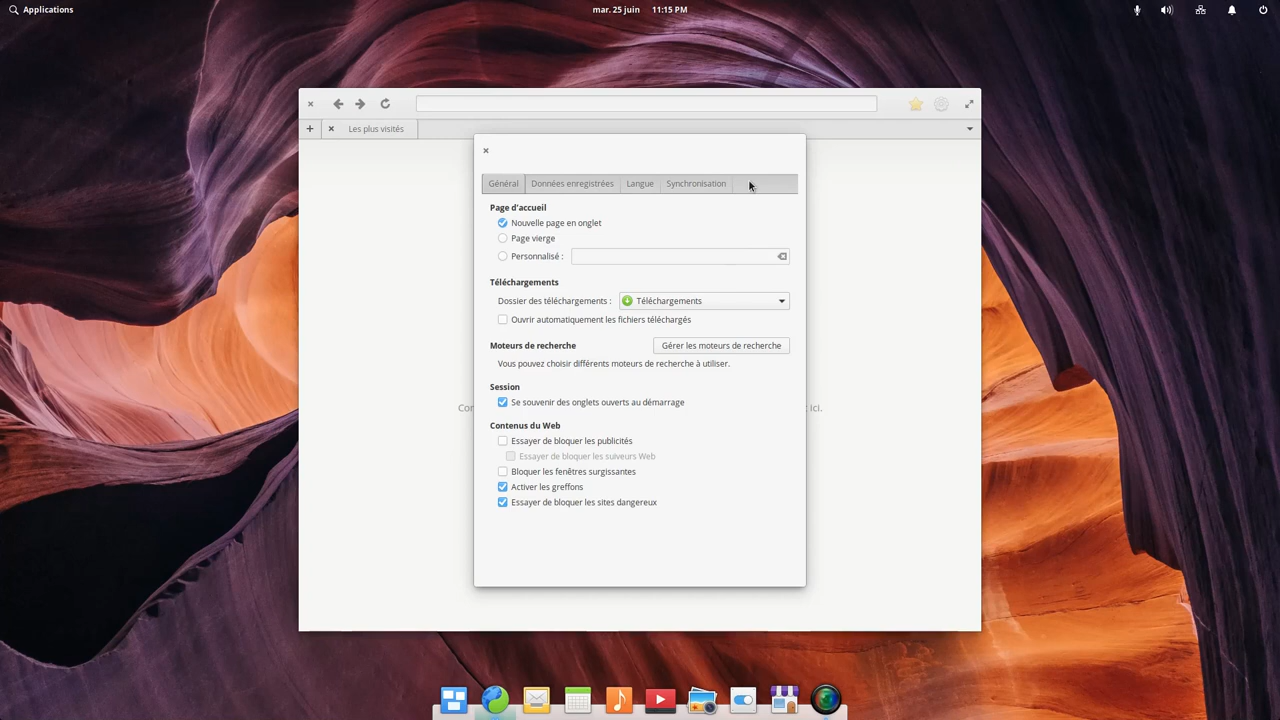 Applications
mar. 25 juin 11:15 PM
Les plus visités
Général Données enregistrées Langue Synchronisation
Page d'accueil
Nouvelle page en onglet
Page vierge
Personnalisé :
Téléchargements
Dossier des téléchargements : Téléchargements
Ouvrir automatiquement les fichiers téléchargés
Moteurs de recherche Gérer les moteurs de recherche
Vous pouvez choisir différents moteurs de recherche à utiliser.
Session
Se souvenir des onglets ouverts au démarrage
Con ici.
Contenus du Web
Essayer de bloquer les publicités
Essayer de bloquer les suiveurs Web
Bloquer les fenêtres surgissantes
Activer les greffons
Essayer de bloquer les sites dangereux